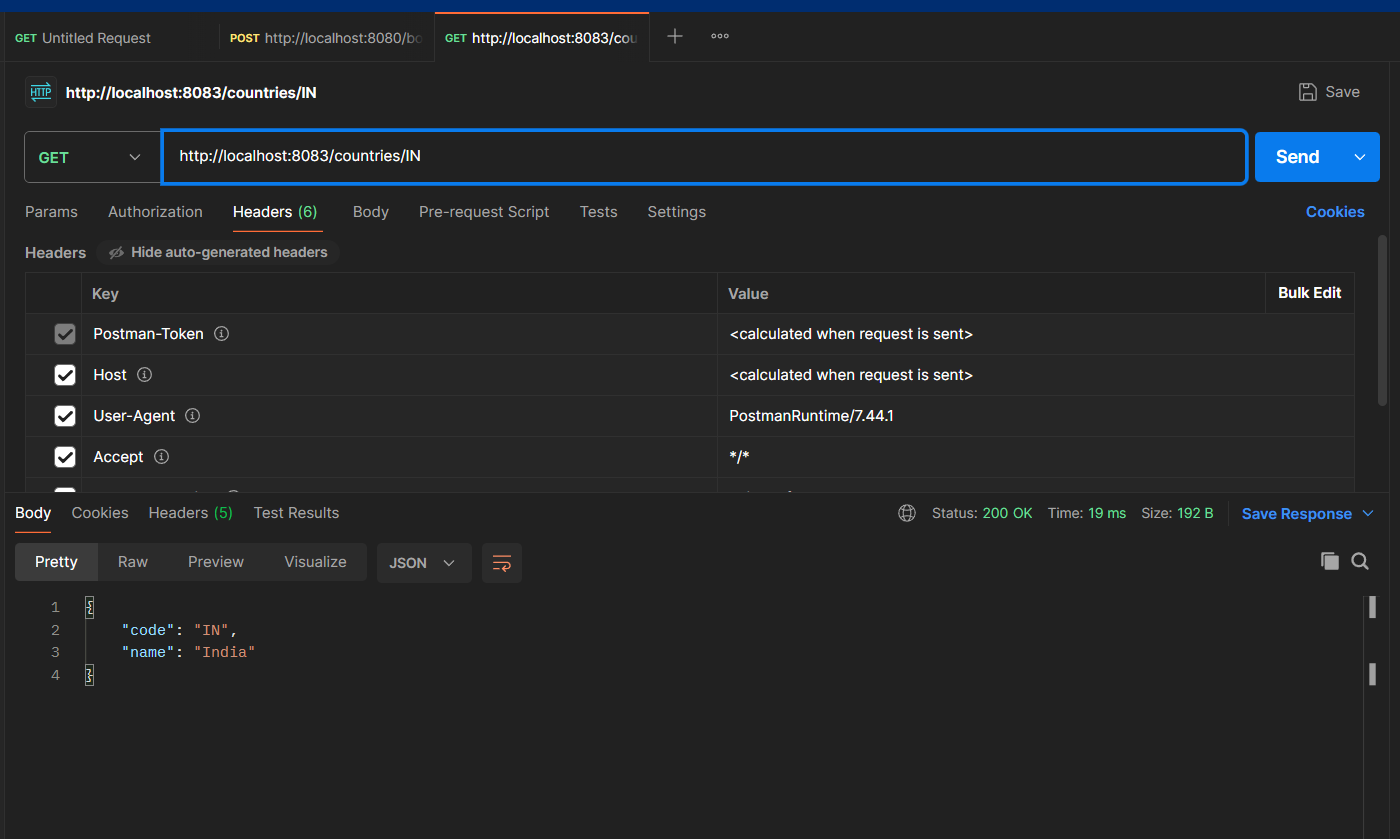 GET Untitled Request POST http://localhost:8080/bo GET http://localhost:8083/cou
HTTP http://localhost:8083/countries/IN Save
GET http://localhost:8083/countries/IN Send
Params Authorization Headers (6) Body Pre-request Script Tests Settings Cookies
Headers Hide auto-generated headers
Key Value Bulk Edit
Postman-Token <calculated when request is sent>
Host <calculated when request is sent>
User-Agent PostmanRuntime/7.44.1
Accept */*
Body Cookies Headers (5) Test Results Status: 200 OK Time: 19 ms Size: 192 B Save Response
Pretty Raw Preview Visualize JSON
1 {
2 "code": "IN",
3 "name": "India"
4 }